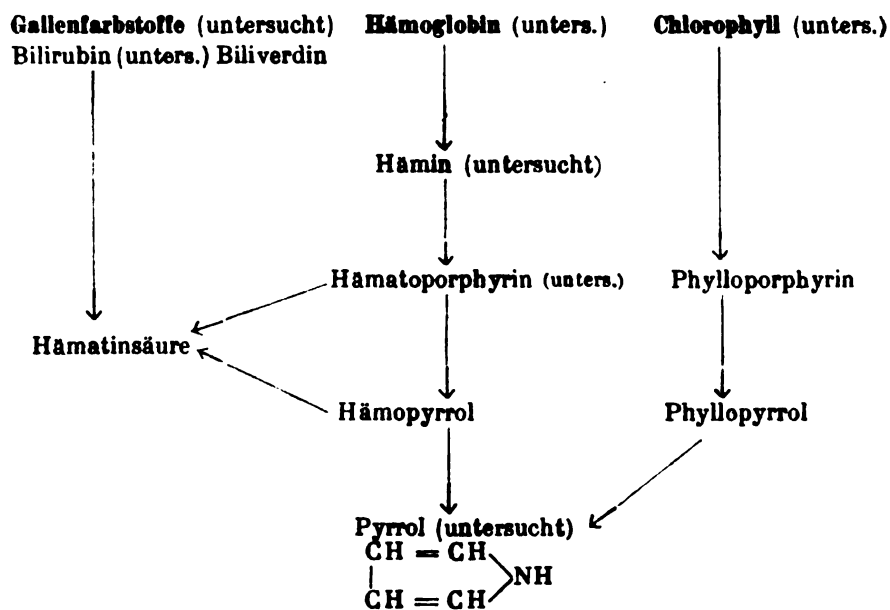 Gallenfarbstoffe (untersucht) Hämoglobin (unters.) Chlorophyll (unters.)
Bilirubin (unters.) Biliverdin
Hämin (untersucht)
Hämatoporphyrin (unters.) Phylloporphyrin
Hämatinsäure
Hämopyrrol Phyllopyrrol
Pyrrol (untersucht)
CH = CH
NH
CH = CH